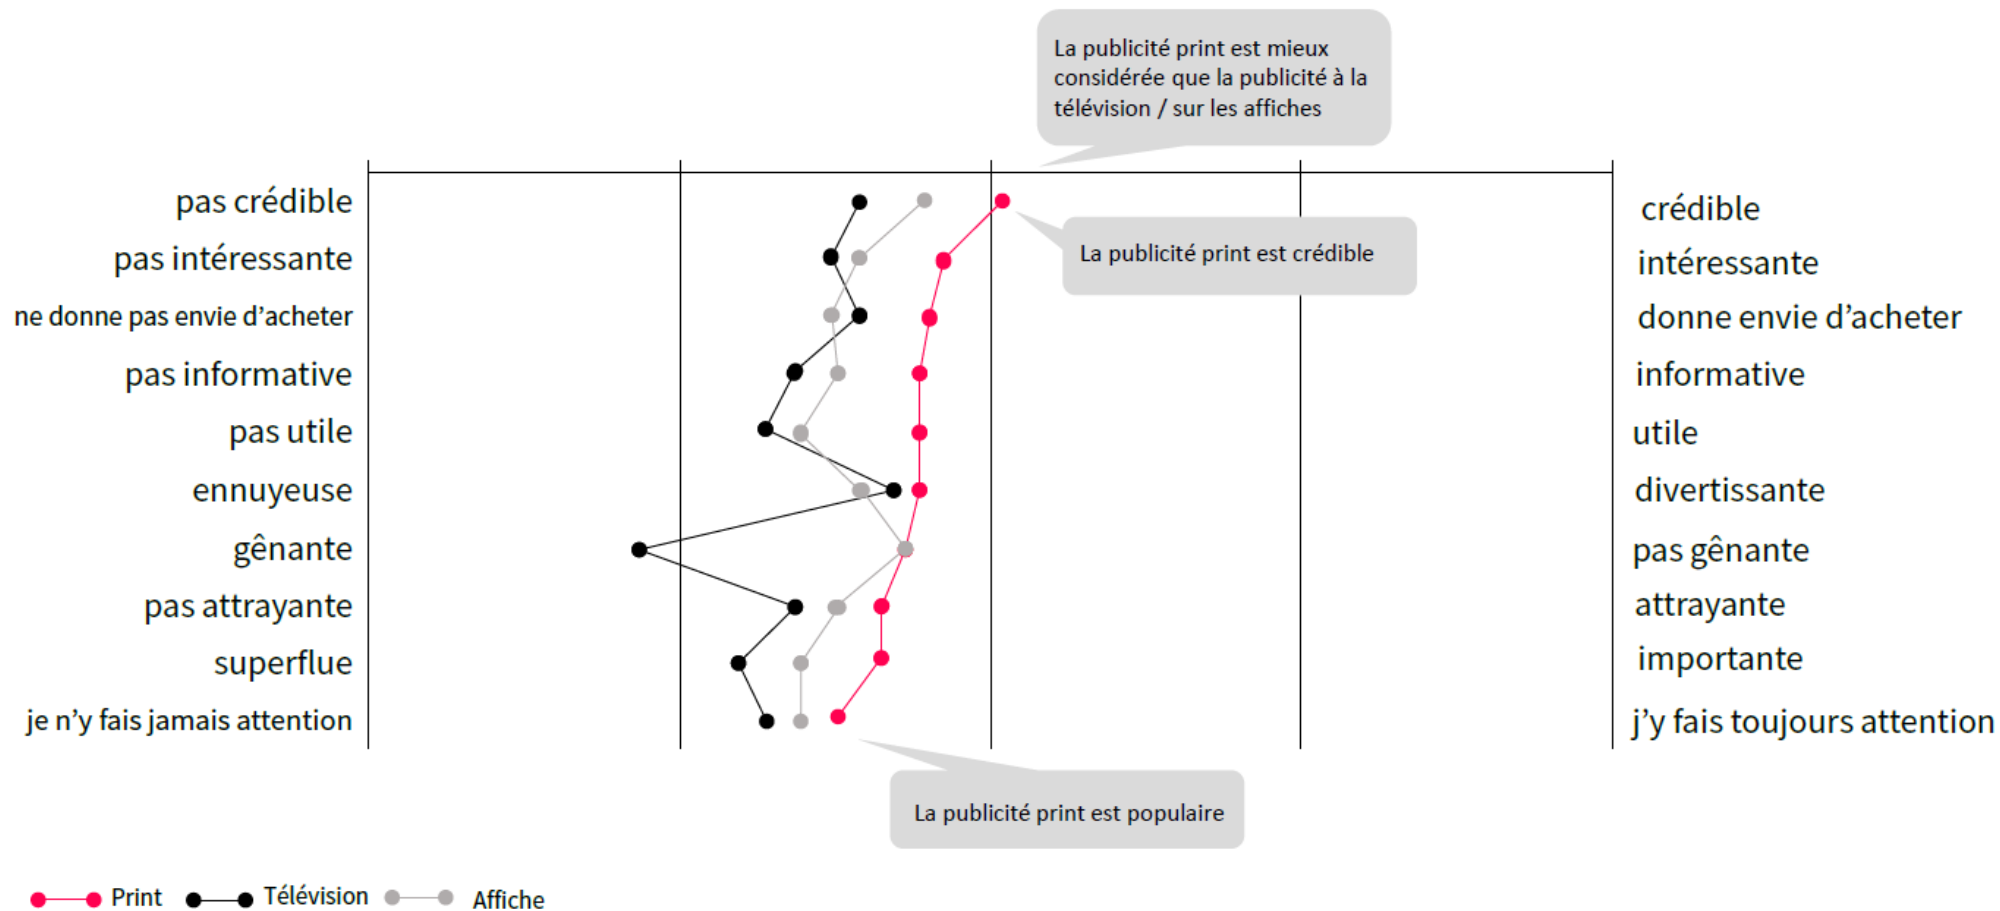 La publicité print est mieux
considérée que la publicité à la
télévision / sur les affiches
pas crédible
crédible
La publicité print est crédible
pas intéressante
intéressante
ne donne pas envie d’acheter
donne envie d’acheter
pas informative
informative
pas utile
utile
ennuyeuse
divertissante
gênante
pas gênante
pas attrayante
attrayante
superflue
importante
je n’y fais jamais attention
j’y fais toujours attention
La publicité print est populaire
Print
Télévision
Affiche